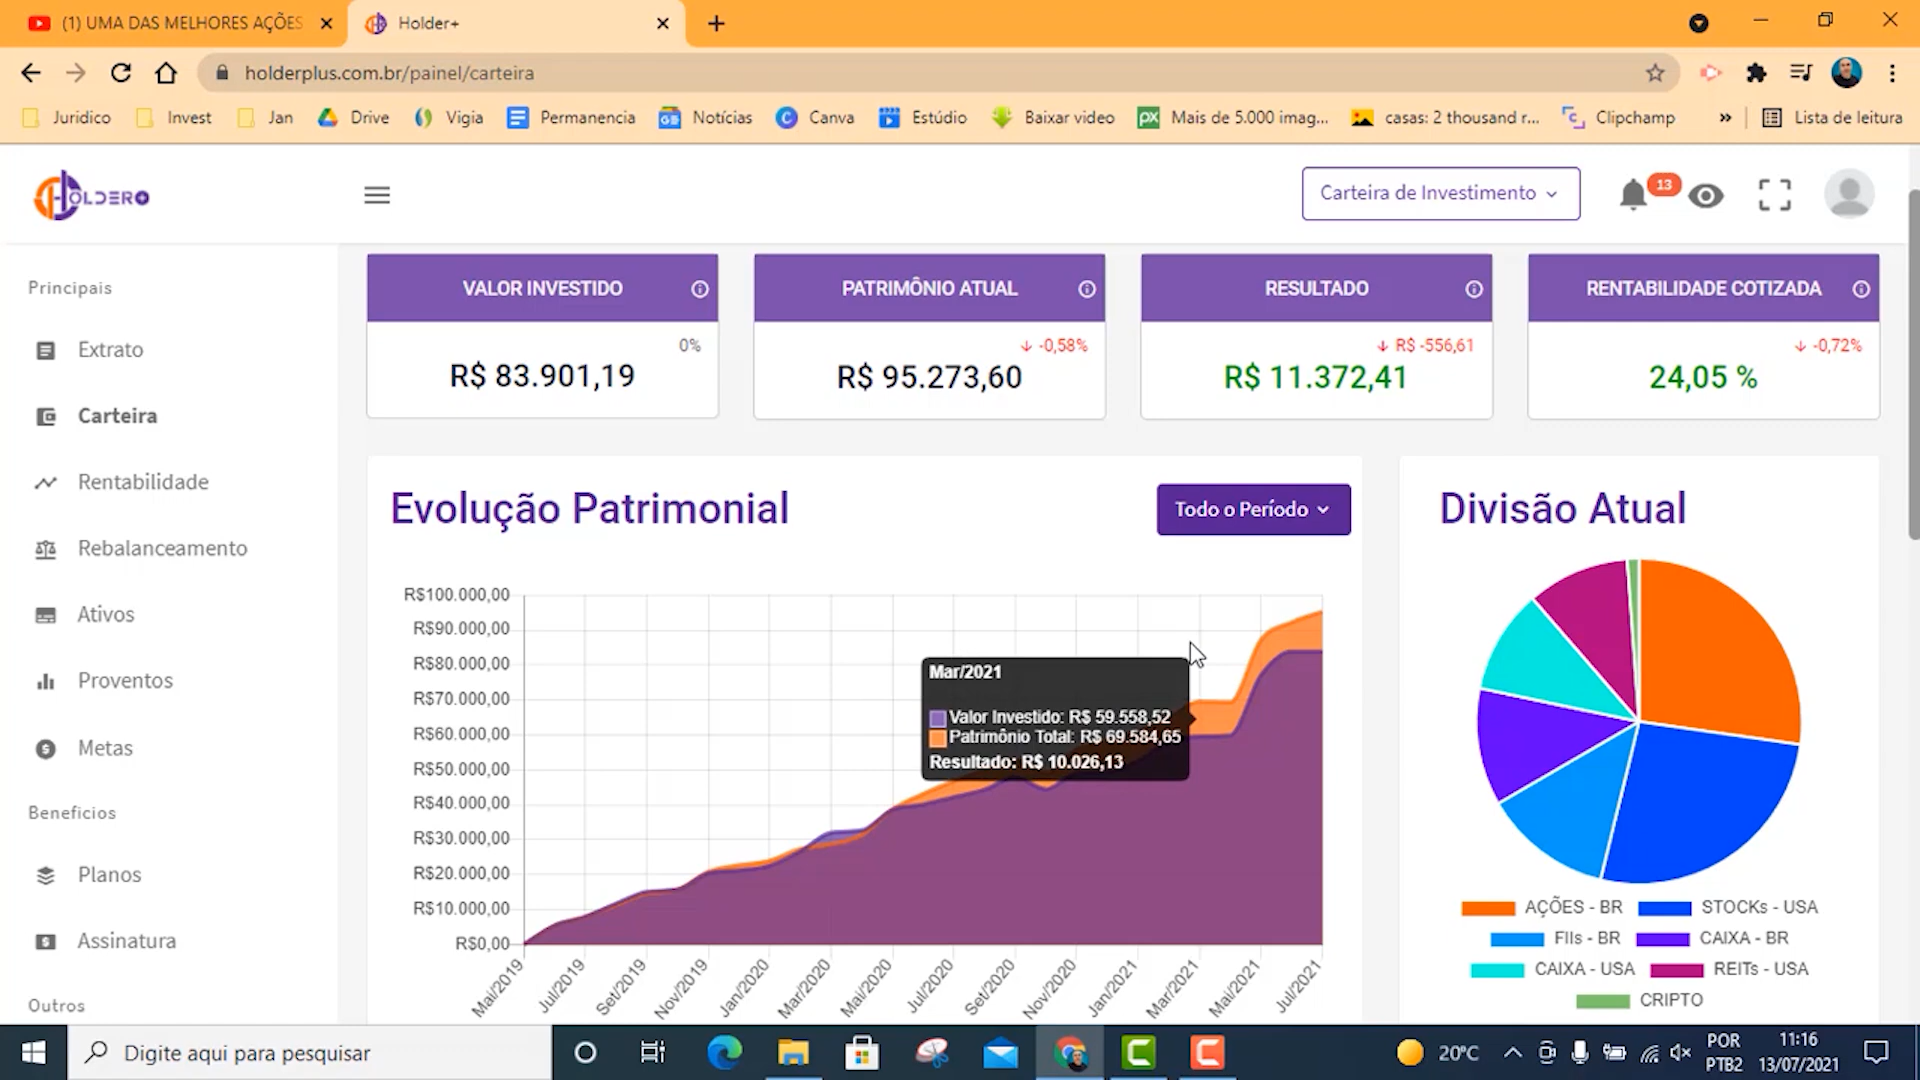 (1) UMA DAS MELHORES AÇÕES
Holder+
holderplus.com.br/painel/carteira
Juridico
Invest
Jan
Drive
Vigia
Permanencia
Notícias
Canva
Estúdio
Baixar video
Mais de 5.000 imag...
casas: 2 thousand r...
Clipchamp
»
Lista de leitura
HOLDER
Carteira de Investimento
13
Principais
Extrato
Carteira
Rentabilidade
Rebalanceamento
Ativos
Proventos
Metas
Beneficios
Planos
Assinatura
Outros
VALOR INVESTIDO
0%
R$ 83.901,19
PATRIMÔNIO ATUAL
-0,58%
R$ 95.273,60
RESULTADO
R$ -556,61
R$ 11.372,41
RENTABILIDADE COTIZADA
-0,72%
24,05 %
Evolução Patrimonial
Todo o Período
R$100.000,00
R$90.000,00
R$80.000,00
R$70.000,00
R$60.000,00
R$50.000,00
R$40.000,00
R$30.000,00
R$20.000,00
R$10.000,00
R$0,00
Mar/2021
Valor Investido: R$ 59.558,52
Patrimônio Total: R$ 69.584,65
Resultado: R$ 10.026,13
Mai/2019
Jul/2019
Set/2019
Nov/2019
Jan/2020
Mar/2020
Mai/2020
Jul/2020
Set/2020
Nov/2020
Jan/2021
Mar/2021
Mai/2021
Jul/2021
Divisão Atual
AÇÕES - BR
STOCKs - USA
FIIs - BR
CAIXA - BR
CAIXA - USA
REITs - USA
CRIPTO
Digite aqui para pesquisar
20°C
POR
PTB2
11:16
13/07/2021